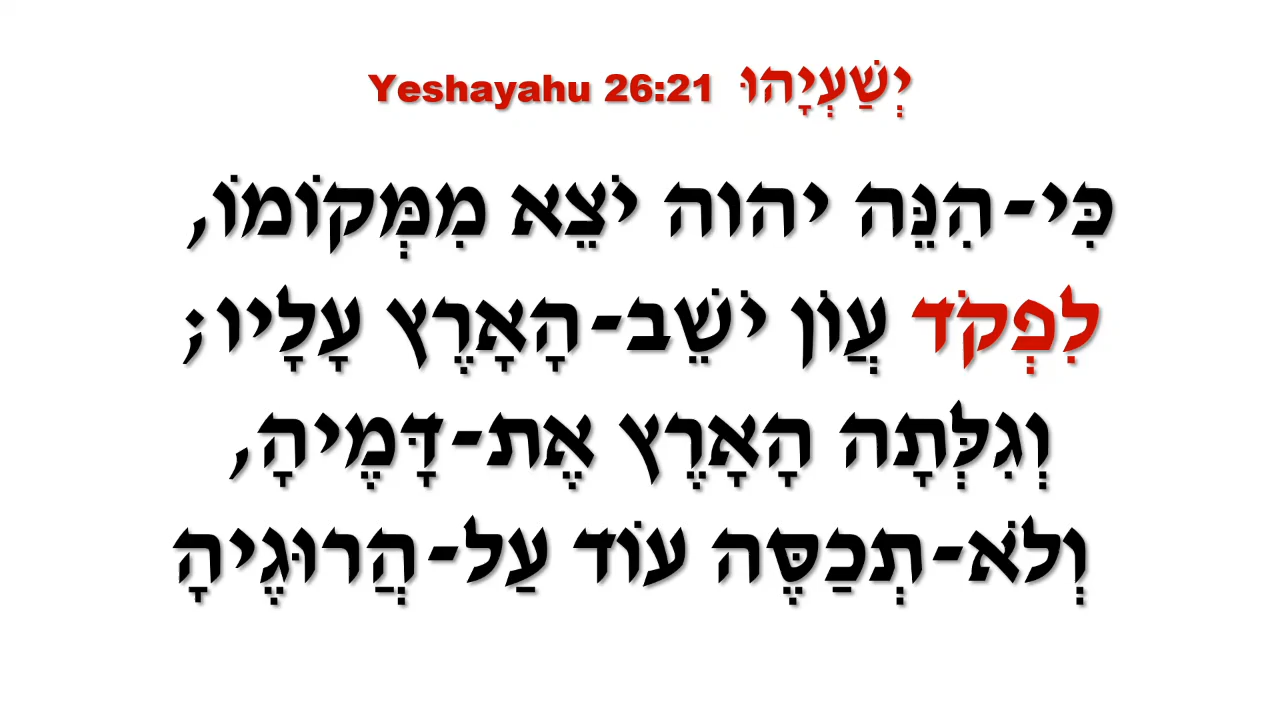 Yeshayahu 26:21 יְשַׁעְיָהוּ
כִּי-הִנֵּה יהוה יֹצֵא מִמְּקוֹמוֹ,
לִפְקֹד עֲוֺן יֹשֵׁב-הָאָרֶץ עָלָיו;
וְגִלְּתָה הָאָרֶץ אֶת-דָּמֶיהָ,
וְלֹא-תְכַסֶּה עוֹד עַל-הֲרוּגֶיהָ